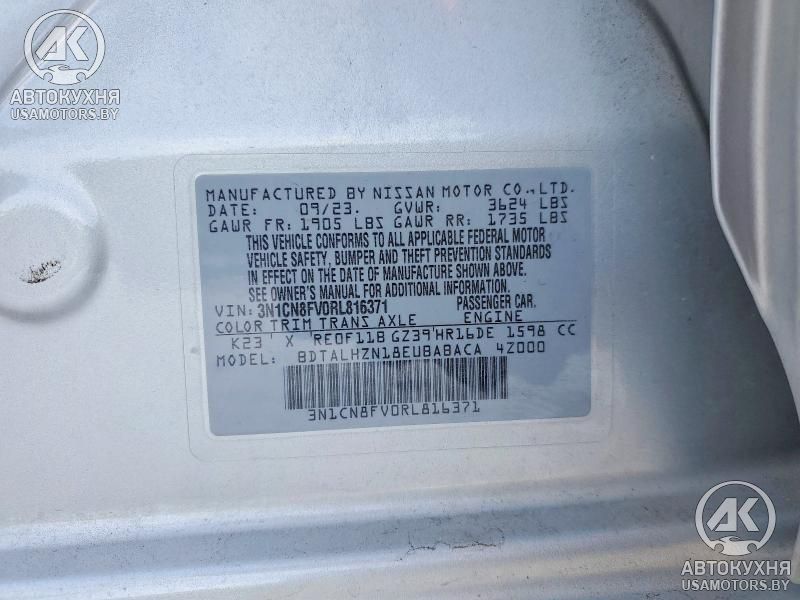 AK
АВТОКУХНЯ
USAMOTORS.BY
MANUFACTURED BY NISSAN MOTOR CO., LTD.
DATE: 09/23. GVWR: 3624 LBS
GAWR FR: 1905 LBS GAWR RR: 1735 LBS
THIS VEHICLE CONFORMS TO ALL APPLICABLE FEDERAL MOTOR
VEHICLE SAFETY, BUMPER AND THEFT PREVENTION STANDARDS
IN EFFECT ON THE DATE OF MANUFACTURE SHOWN ABOVE.
SEE OWNER'S MANUAL FOR ADDITIONAL INFORMATION.
VIN: 3N1CN8FV0RL816371 PASSENGER CAR.
COLOR TRIM TRANS AXLE ENGINE
K23 ' X 'RE0F11B GZ39'HR16DE 1598 CC
MODEL: BDTALHZN18EUBABACA 4Z000
3N1CN8FV0RL816371
AK
АВТОКУХНЯ
USAMOTORS.BY